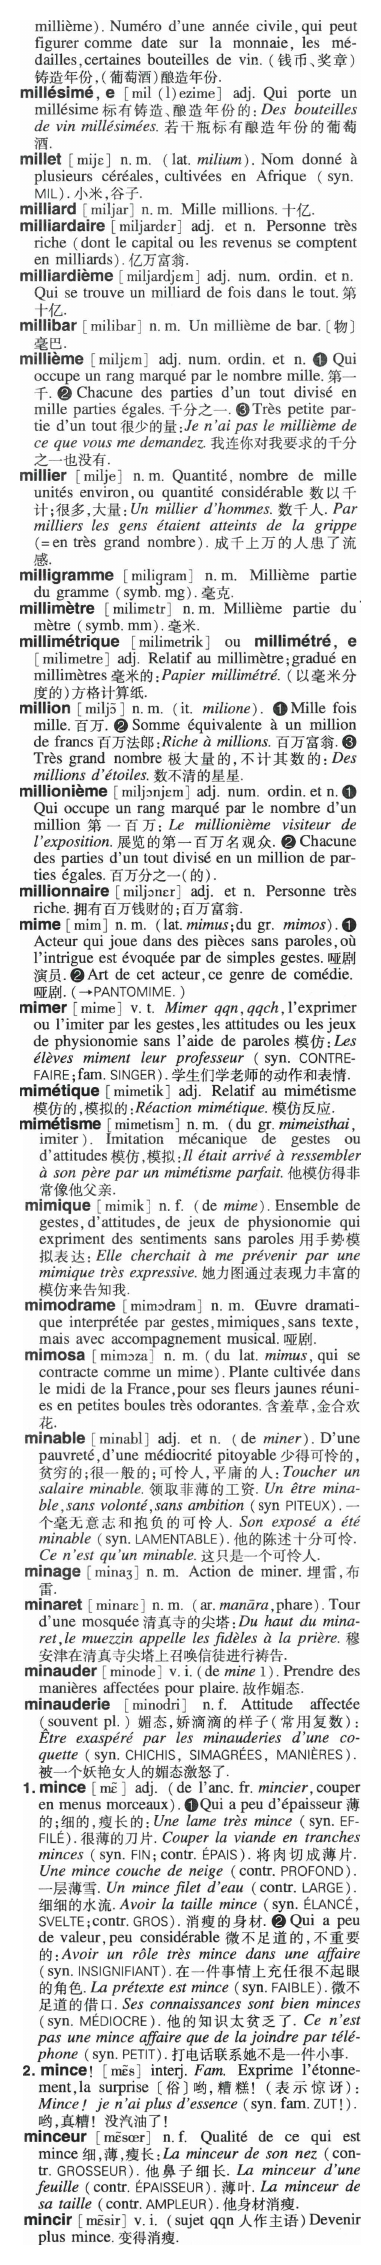 millième). Numéro d'une année civile, qui peut
figurer comme date sur la monnaie, les mé-
dailles, certaines bouteilles de vin. (钱币、奖章)
铸造年份, (葡萄酒)酿造年份.
millésimé, e [mil (l) ezime] adj. Qui porte un
millésime 标有铸造、酿造年份的: Des bouteilles
de vin millésimées. 若干瓶标有酿造年份的葡萄
酒.
millet [mijɛ] n. m. (lat. milium). Nom donné à
plusieurs céréales, cultivées en Afrique (syn.
MIL). 小米,谷子.
milliard [miljar] n. m. Mille millions. 十亿.
milliardaire [miljardɛr] adj. et n. Personne très
riche (dont le capital ou les revenus se comptent
en milliards). 亿万富翁.
milliardième [miljardjɛm] adj. num. ordin. et n.
Qui se trouve un milliard de fois dans le tout. 第
十亿.
millibar [milibar] n. m. Un millième de bar. 〔物〕
毫巴.
millième [miljɛm] adj. num. ordin. et n. ❶ Qui
occupe un rang marqué par le nombre mille. 第一
千. ❷ Chacune des parties d'un tout divisé en
mille parties égales. 千分之一. ❸ Très petite par-
tie d'un tout 很少的量: Je n'ai pas le millième de
ce que vous me demandez. 我连你对我要求的千分
之一也没有.
millier [milje] n. m. Quantité, nombre de mille
unités environ, ou quantité considérable 数以千
计;很多,大量: Un millier d'hommes. 数千人. Par
milliers les gens étaient atteints de la grippe
(= en très grand nombre). 成千上万的人患了流
感.
milligramme [miligram] n. m. Millième partie
du gramme (symb. mg). 毫克.
millimètre [milimɛtr] n. m. Millième partie du
mètre (symb. mm). 毫米.
millimétrique [milimetrik] ou millimétré, e
[milimetre] adj. Relatif au millimètre; gradué en
millimètres 毫米的: Papier millimétré. (以毫米分
度的)方格计算纸.
million [miljɔ̃] n. m. (it. milione). ❶ Mille fois
mille. 百万. ❷ Somme équivalente à un million
de francs 百万法郎: Riche à millions. 百万富翁. ❸
Très grand nombre 极大量的,不计其数的: Des
millions d'étoiles. 数不清的星星.
millionième [miljɔnjɛm] adj. num. ordin. et n. ❶
Qui occupe un rang marqué par le nombre d'un
million 第一百万: Le millionième visiteur de
l'exposition. 展览的第一百万名观众. ❷ Chacune
des parties d'un tout divisé en un million de par-
ties égales. 百万分之一(的).
millionnaire [miljɔnɛr] adj. et n. Personne très
riche. 拥有百万钱财的;百万富翁.
mime [mim] n. m. (lat. mimus; du gr. mimos). ❶
Acteur qui joue dans des pièces sans paroles, où
l'intrigue est évoquée par de simples gestes. 哑剧
演员. ❷ Art de cet acteur, ce genre de comédie.
哑剧. (→PANTOMIME.)
mimer [mime] v. t. Mimer qqn, qqch, l'exprimer
ou l'imiter par les gestes, les attitudes ou les jeux
de physionomie sans l'aide de paroles 模仿: Les
élèves miment leur professeur (syn. CONTRE-
FAIRE; fam. SINGER). 学生们学老师的动作和表情.
mimétique [mimetik] adj. Relatif au mimétisme
模仿的,模拟的: Réaction mimétique. 模仿反应.
mimétisme [mimetism] n. m. (du gr. mimeisthai,
imiter). Imitation mécanique de gestes ou
d'attitudes 模仿,模拟: Il était arrivé à ressembler
à son père par un mimétisme parfait. 他模仿得非
常像他父亲.
mimique [mimik] n. f. (de mime). Ensemble de
gestes, d'attitudes, de jeux de physionomie qui
expriment des sentiments sans paroles 用手势模
拟表达: Elle cherchait à me prévenir par une
mimique très expressive. 她力图通过表现力丰富的
模仿来告知我.
mimodrame [mimɔdram] n. m. Œuvre dramati-
que interprétée par gestes, mimiques, sans texte,
mais avec accompagnement musical. 哑剧.
mimosa [mimɔza] n. m. (du lat. mimus, qui se
contracte comme un mime). Plante cultivée dans
le midi de la France, pour ses fleurs jaunes réuni-
es en petites boules très odorantes. 含羞草,金合欢
花.
minable [minabl] adj. et n. (de miner). D'une
pauvreté, d'une médiocrité pitoyable 少得可怜的,
贫穷的;很一般的;可怜人,平庸的人: Toucher un
salaire minable. 领取菲薄的工资. Un être mina-
ble, sans volonté, sans ambition (syn PITEUX). 一
个毫无意志和抱负的可怜人. Son exposé a été
minable (syn. LAMENTABLE). 他的陈述十分可怜.
Ce n'est qu'un minable. 这只是一个可怜人.
minage [minaʒ] n. m. Action de miner. 埋雷,布
雷.
minaret [minarɛ] n. m. (ar. manāra, phare). Tour
d'une mosquée 清真寺的尖塔: Du haut du mina-
ret, le muezzin appelle les fidèles à la prière. 穆
安津在清真寺尖塔上召唤信徒进行祷告.
minauder [minode] v. i. (de mine 1). Prendre des
manières affectées pour plaire. 故作媚态.
minauderie [minodri] n. f. Attitude affectée
(souvent pl.) 媚态,娇滴滴的样子(常用复数):
Être exaspéré par les minauderies d'une co-
quette (syn. CHICHIS, SIMAGRÉES, MANIÈRES).
被一个妖艳女人的媚态激怒了.
1. mince [mɛ̃] adj. (de l'anc. fr. mincier, couper
en menus morceaux). ❶ Qui a peu d'épaisseur 薄
的;细的,瘦长的: Une lame très mince (syn. EF-
FILÉ). 很薄的刀片. Couper la viande en tranches
minces (syn. FIN; contr. ÉPAIS). 将肉切成薄片.
Une mince couche de neige (contr. PROFOND).
一层薄雪. Un mince filet d'eau (contr. LARGE).
细细的水流. Avoir la taille mince (syn. ÉLANCÉ,
SVELTE; contr. GROS). 消瘦的身材. ❷ Qui a peu
de valeur, peu considérable 微不足道的,不重要
的: Avoir un rôle très mince dans une affaire
(syn. INSIGNIFIANT). 在一件事情上充任很不起眼
的角色. La prétexte est mince (syn. FAIBLE). 微不
足道的借口. Ses connaissances sont bien minces
(syn. MÉDIOCRE). 他的知识太贫乏了. Ce n'est
pas une mince affaire que de la joindre par télé-
phone (syn. PETIT). 打电话联系她不是一件小事.
2. mince! [mɛ̃s] interj. Fam. Exprime l'étonne-
ment, la surprise 〔俗〕哟,糟糕! (表示惊讶):
Mince! je n'ai plus d'essence (syn. fam. ZUT!).
哟,真糟! 没汽油了!
minceur [mɛ̃sœr] n. f. Qualité de ce qui est
mince 细,薄,瘦长: La minceur de son nez (con-
tr. GROSSEUR). 他鼻子细长. La minceur d'une
feuille (contr. ÉPAISSEUR). 薄叶. La minceur de
sa taille (contr. AMPLEUR). 他身材消瘦.
mincir [mɛ̃sir] v. i. (sujet qqn 人作主语) Devenir
plus mince. 变得消瘦.